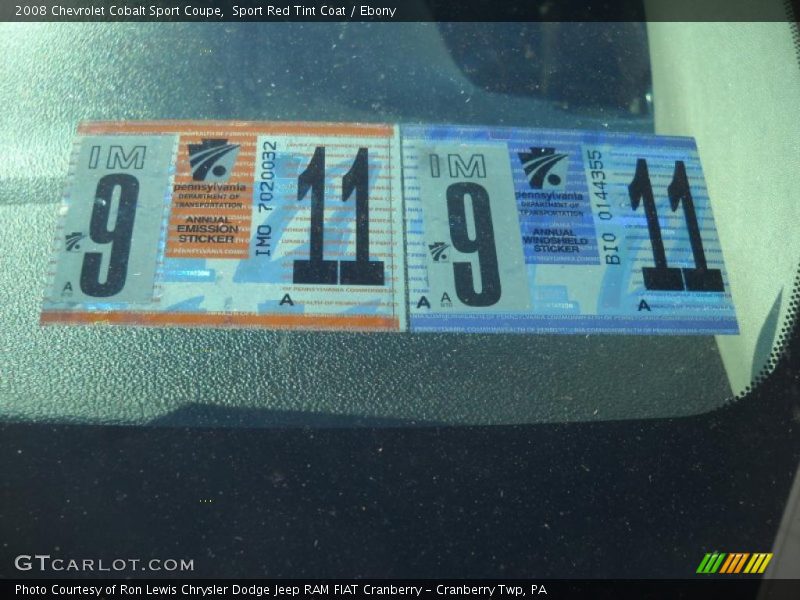 2008 Chevrolet Cobalt Sport Coupe, Sport Red Tint Coat / Ebony
IM
9
A
pennsylvania
DEPARTMENT OF
TRANSPORTATION
ANNUAL
EMISSION
STICKER
IM0 7020032
11
A
IM
9
A
A
pennsylvania
DEPARTMENT OF
TRANSPORTATION
ANNUAL
WINDSHIELD
STICKER
BI0 0144355
11
A
GTCARLOT.COM
Photo Courtesy of Ron Lewis Chrysler Dodge Jeep RAM FIAT Cranberry – Cranberry Twp, PA